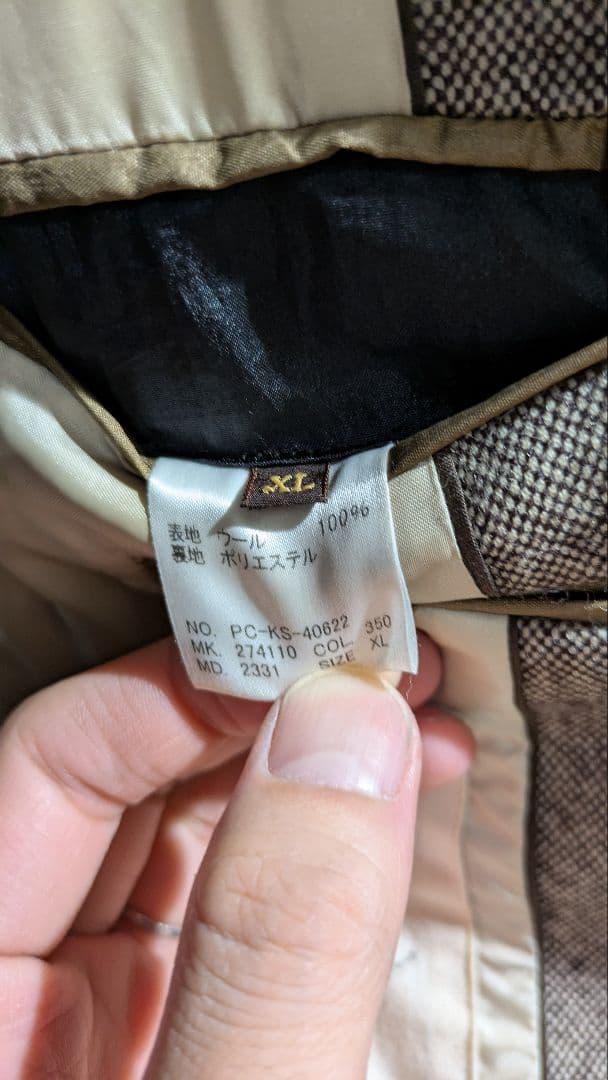 XL
表地 ウール 100%
裏地 ポリエステル
NO. PC-KS-40622
MK. 274110 COL. 350
MD. 2331 SIZE XL